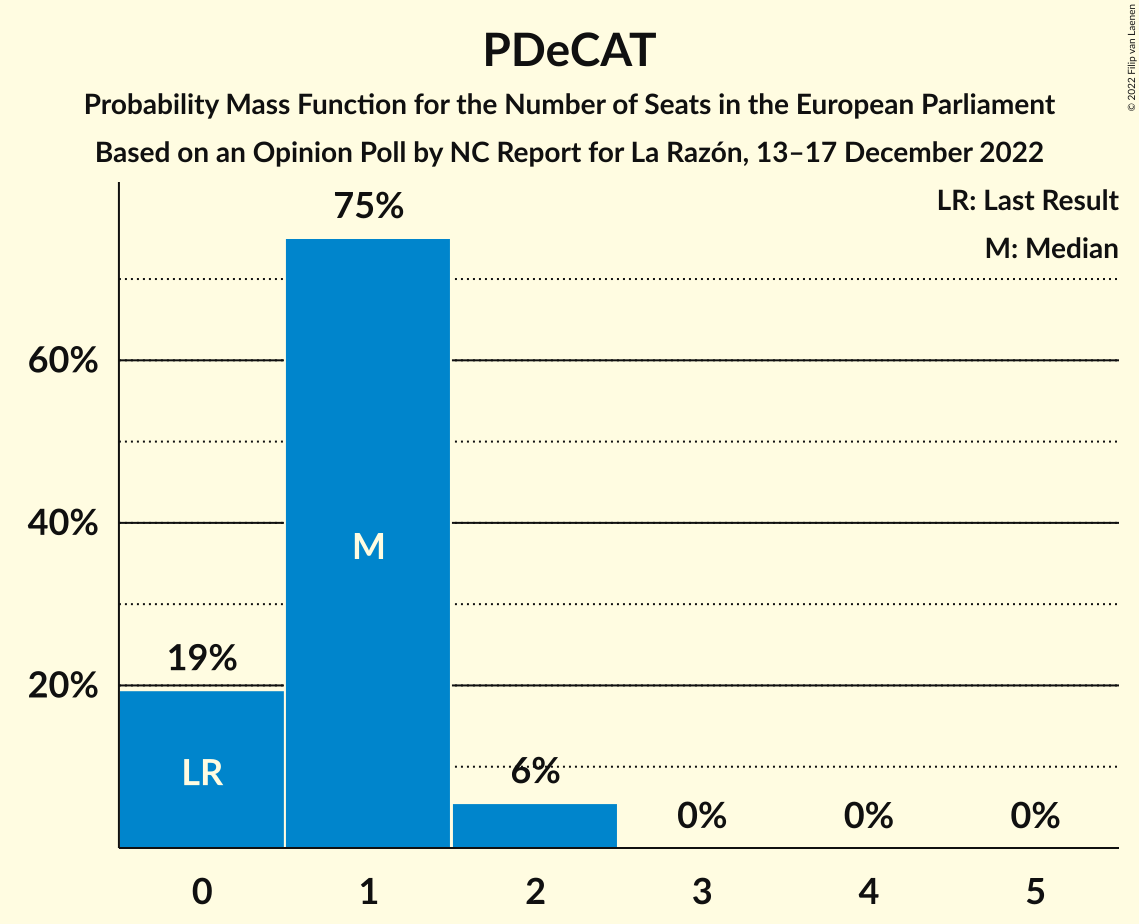 PDeCAT
Probability Mass Function for the Number of Seats in the European Parliament
Based on an Opinion Poll by NC Report for La Razón, 13–17 December 2022
© 2022 Filip van Laenen
LR: Last Result
M: Median
75%
60%
40%
M
19%
20%
LR
6%
0%
0%
0%
0
1
2
3
4
5